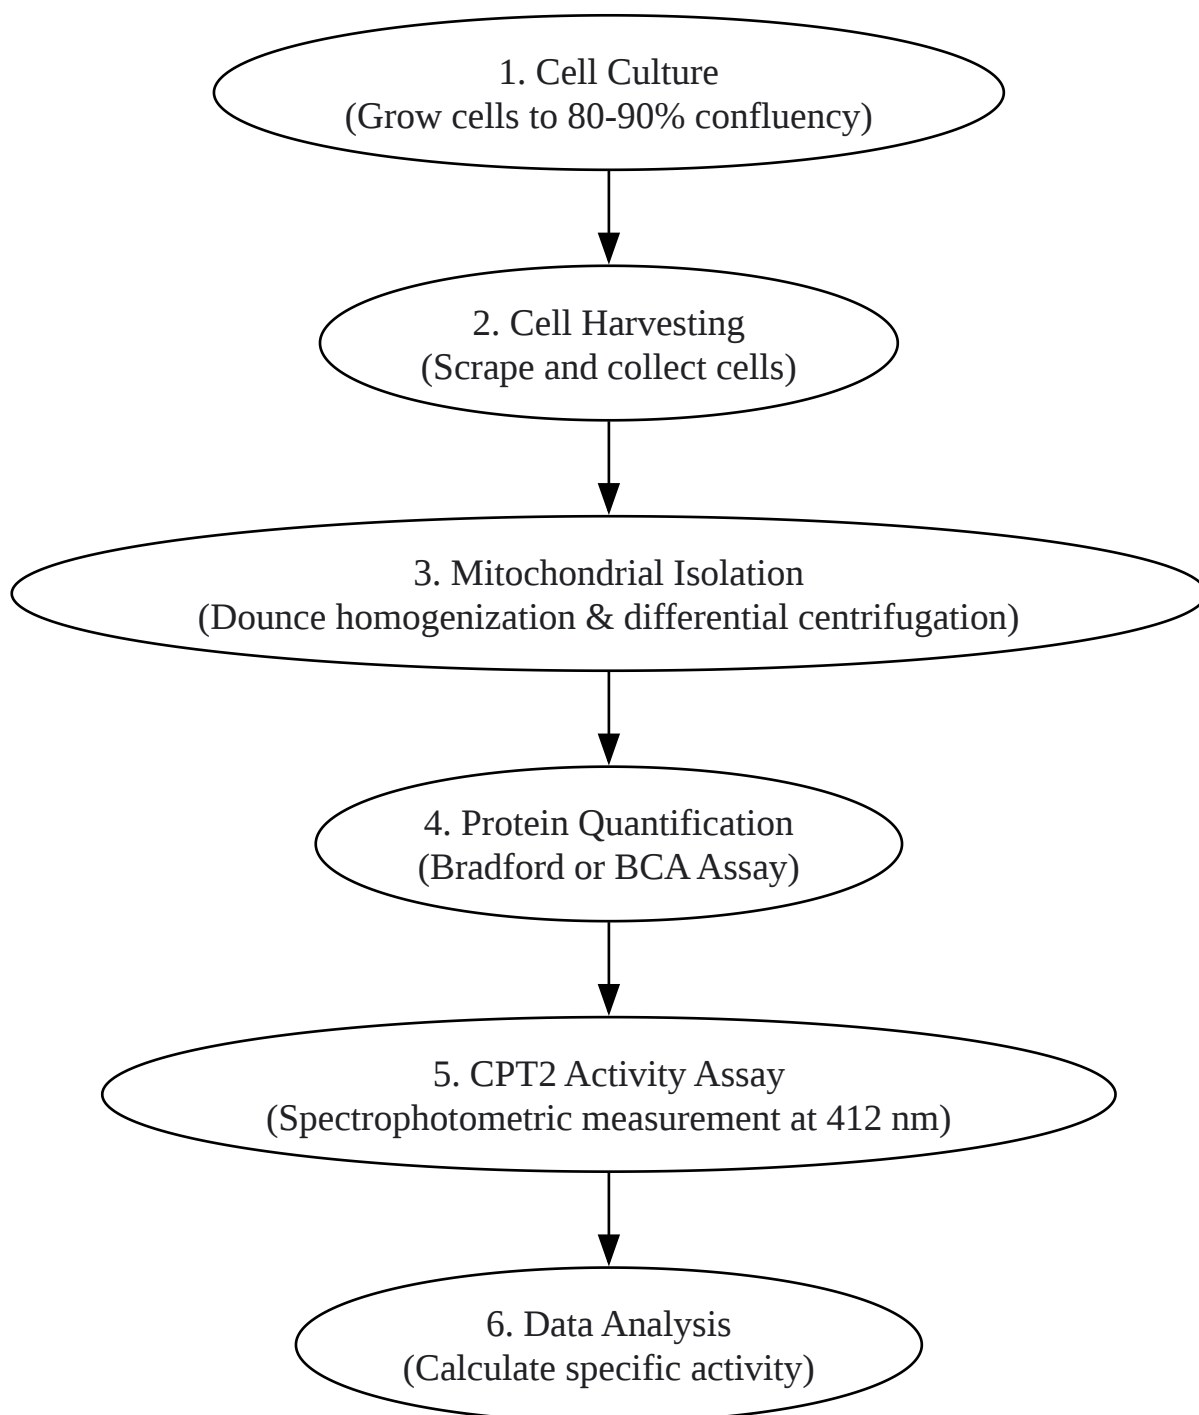 1. Cell Culture
(Grow cells to 80-90% confluency)
2. Cell Harvesting
(Scrape and collect cells)
3. Mitochondrial Isolation
(Dounce homogenization & differential centrifugation)
4. Protein Quantification
(Bradford or BCA Assay)
5. CPT2 Activity Assay
(Spectrophotometric measurement at 412 nm)
6. Data Analysis
(Calculate specific activity)